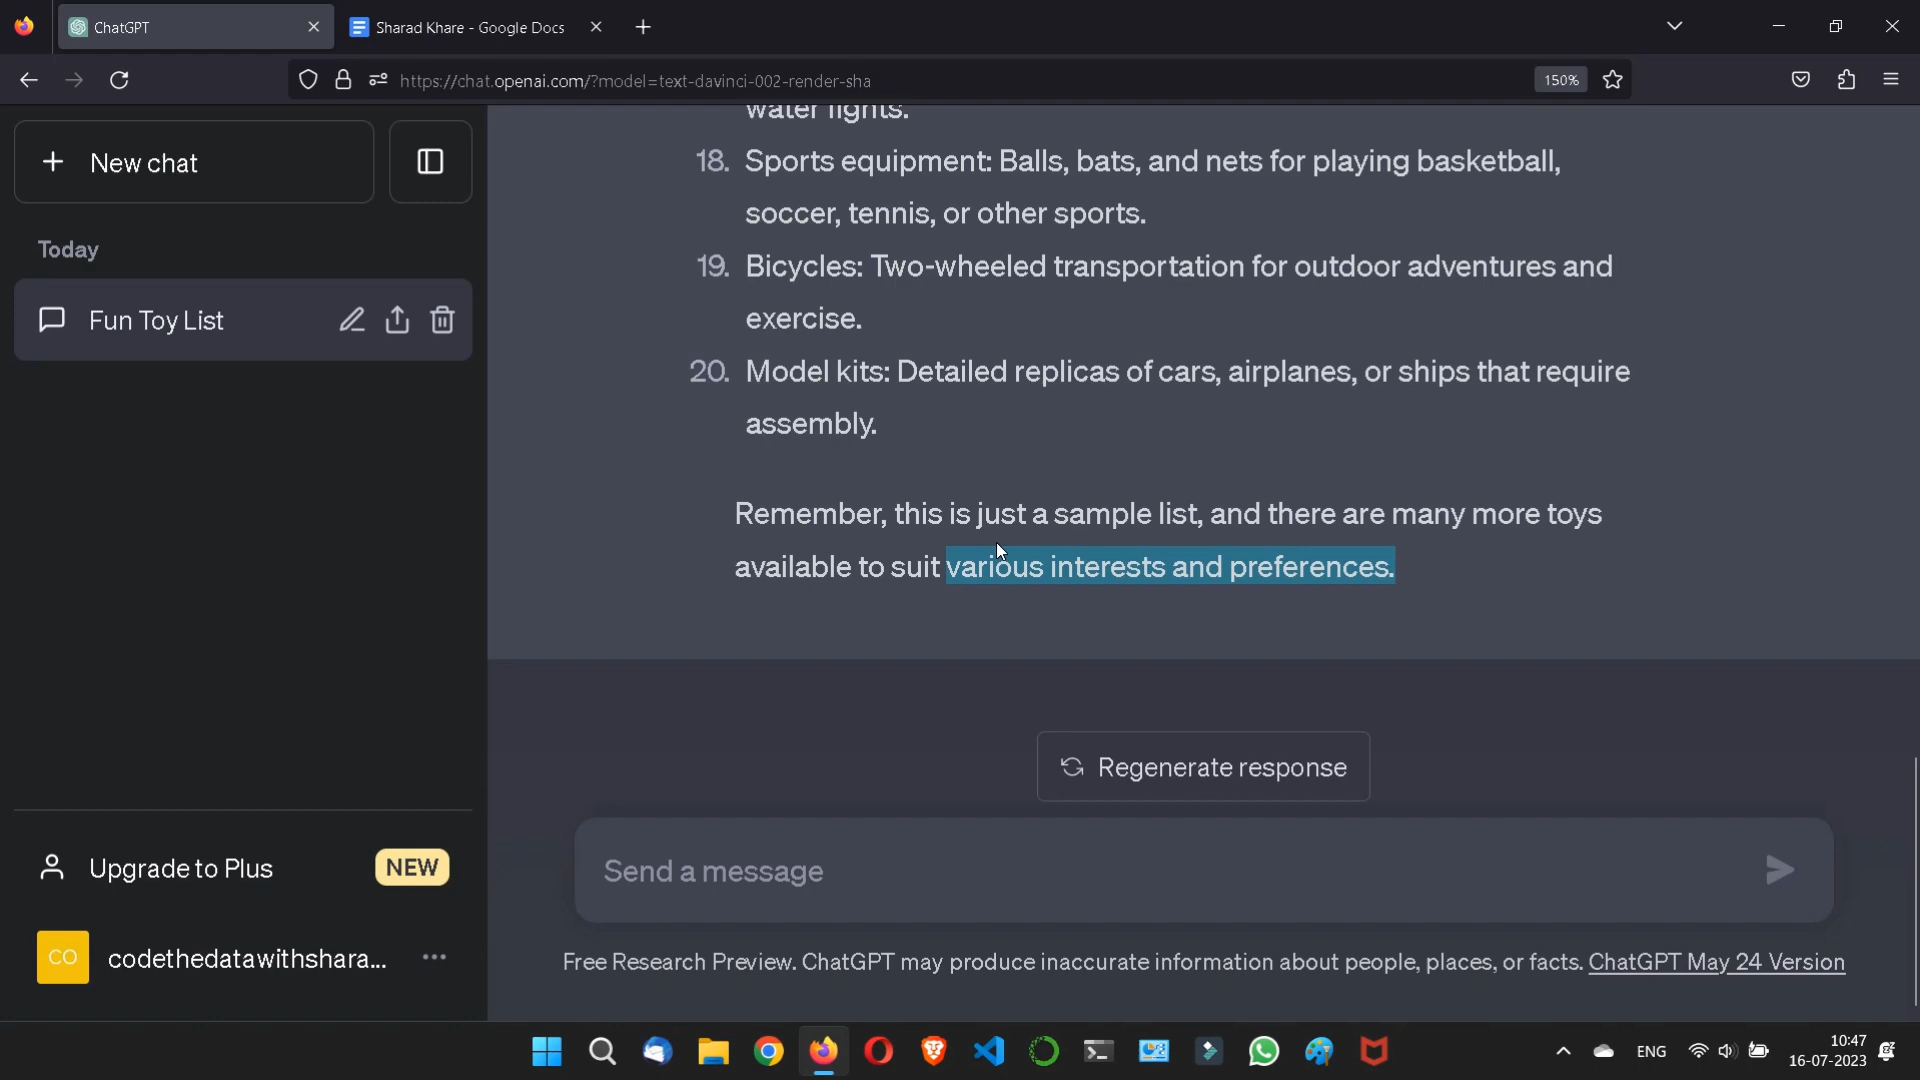 ChatGPT
Sharad Khare - Google Docs
https://chat.openai.com/?model=text-davinci-002-render-sha
150%
New chat
Today
Fun Toy List
Upgrade to Plus
NEW
CO
codethedatawithshara...
water fights.
18. Sports equipment: Balls, bats, and nets for playing basketball,
soccer, tennis, or other sports.
19. Bicycles: Two-wheeled transportation for outdoor adventures and
exercise.
20. Model kits: Detailed replicas of cars, airplanes, or ships that require
assembly.
Remember, this is just a sample list, and there are many more toys
available to suit various interests and preferences.
Regenerate response
Send a message
Free Research Preview. ChatGPT may produce inaccurate information about people, places, or facts. ChatGPT May 24 Version
ENG
10:47
16-07-2023